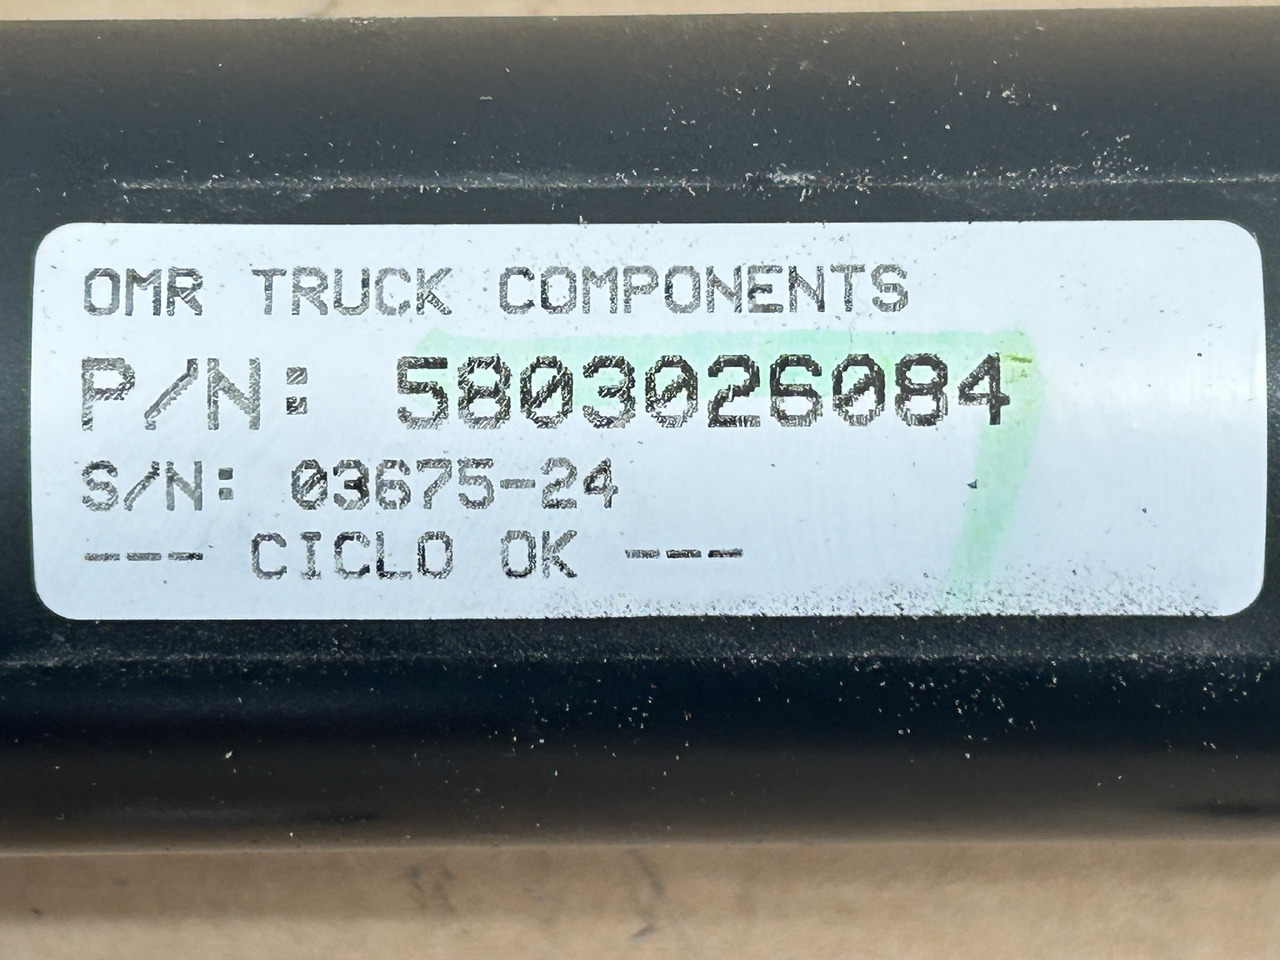 OMR TRUCK COMPONENTS
P/N: 5803026084
S/N: 03675-24
--- CICLO OK ---